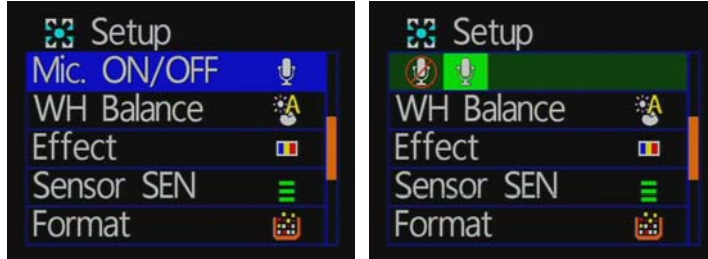 Setup
Mic. ON/OFF
WH Balance
A
Effect
Sensor SEN
Format
Setup
WH Balance
A
Effect
Sensor SEN
Format